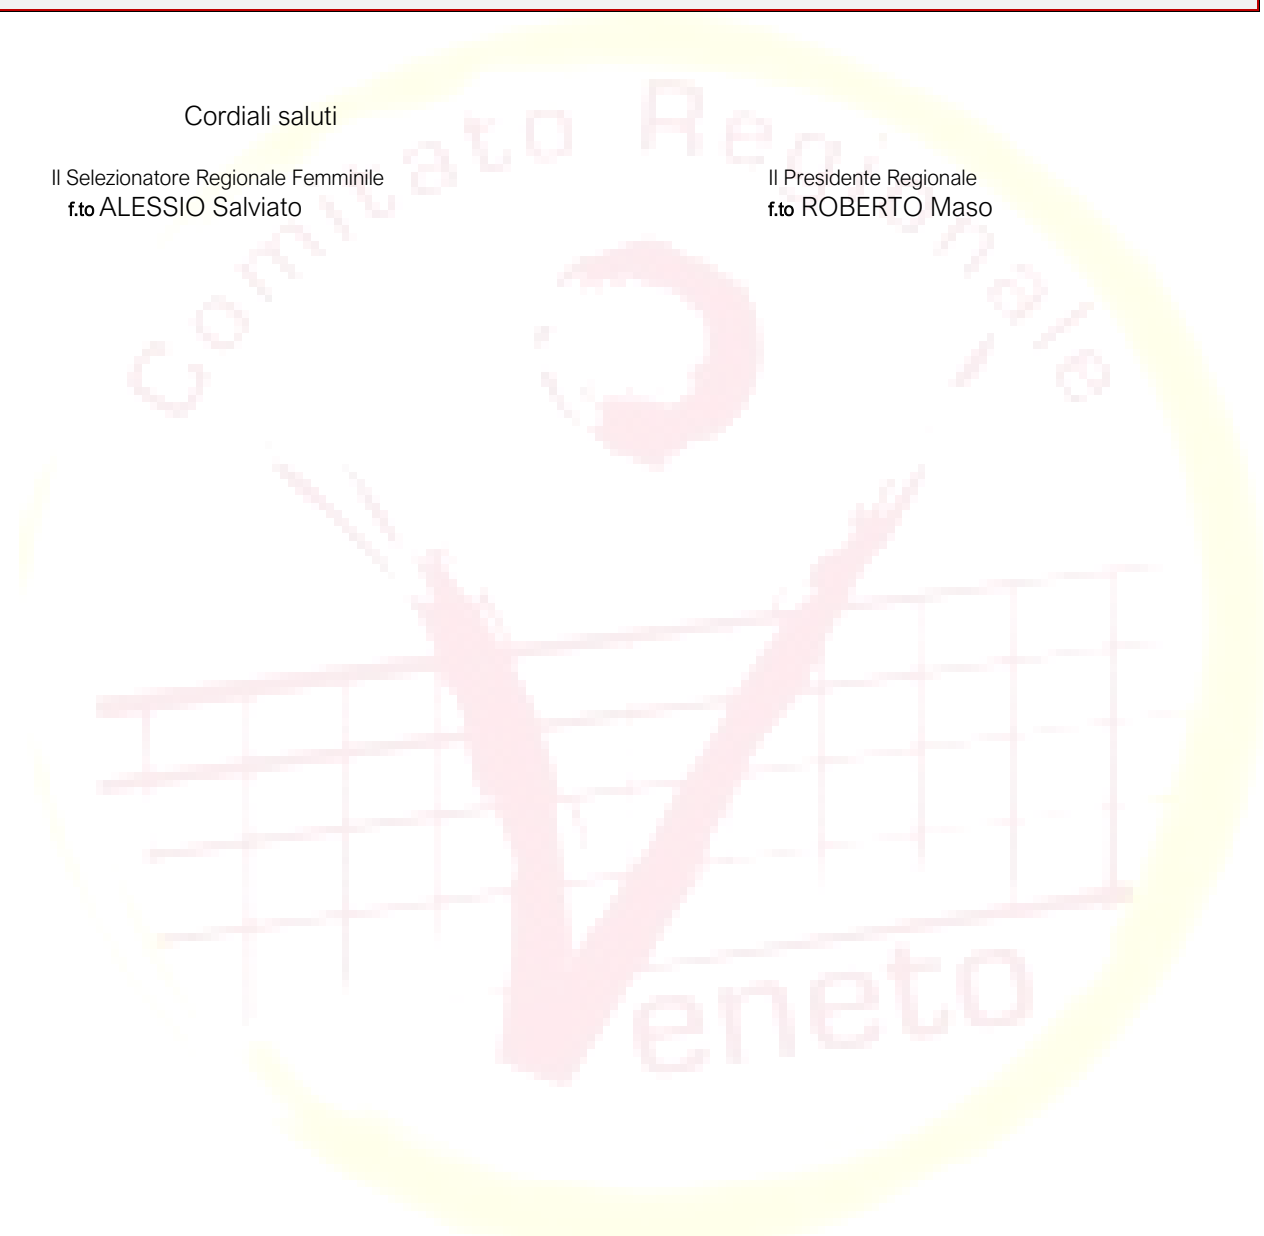 Cordiali saluti
Il Selezionatore Regionale Femminile
Il Presidente Regionale
f.to ALESSIO Salviato
f.to ROBERTO Maso
Comitato Regionale
Veneto